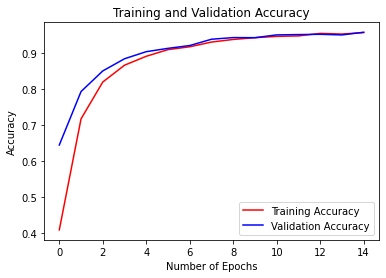 Training and Validation Accuracy
Accuracy
0.9
0.8
0.7
0.6
0.5
0.4
Training Accuracy
Validation Accuracy
0 2 4 6 8 10 12 14
Number of Epochs